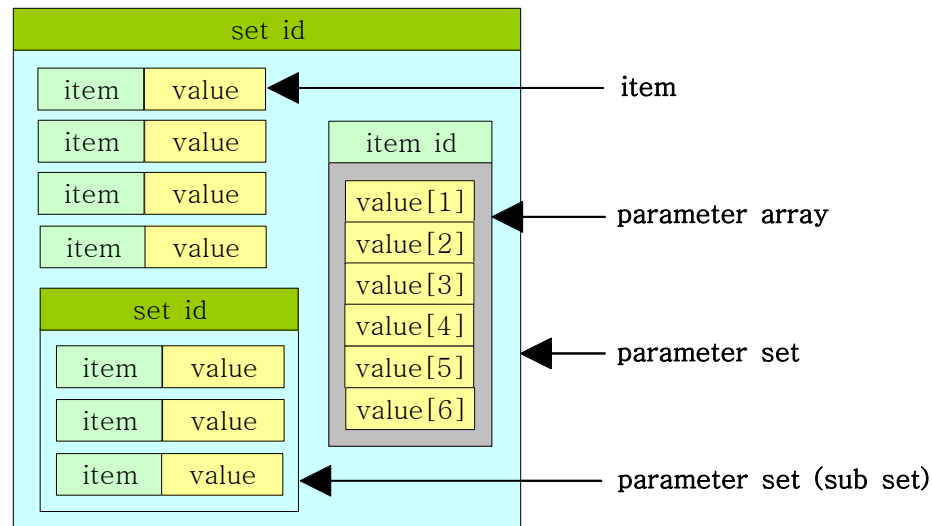 set id
item value
item value
item value
item value
item id
value[1]
value[2]
value[3]
value[4]
value[5]
value[6]
set id
item value
item value
item value
item
parameter array
parameter set
parameter set (sub set)